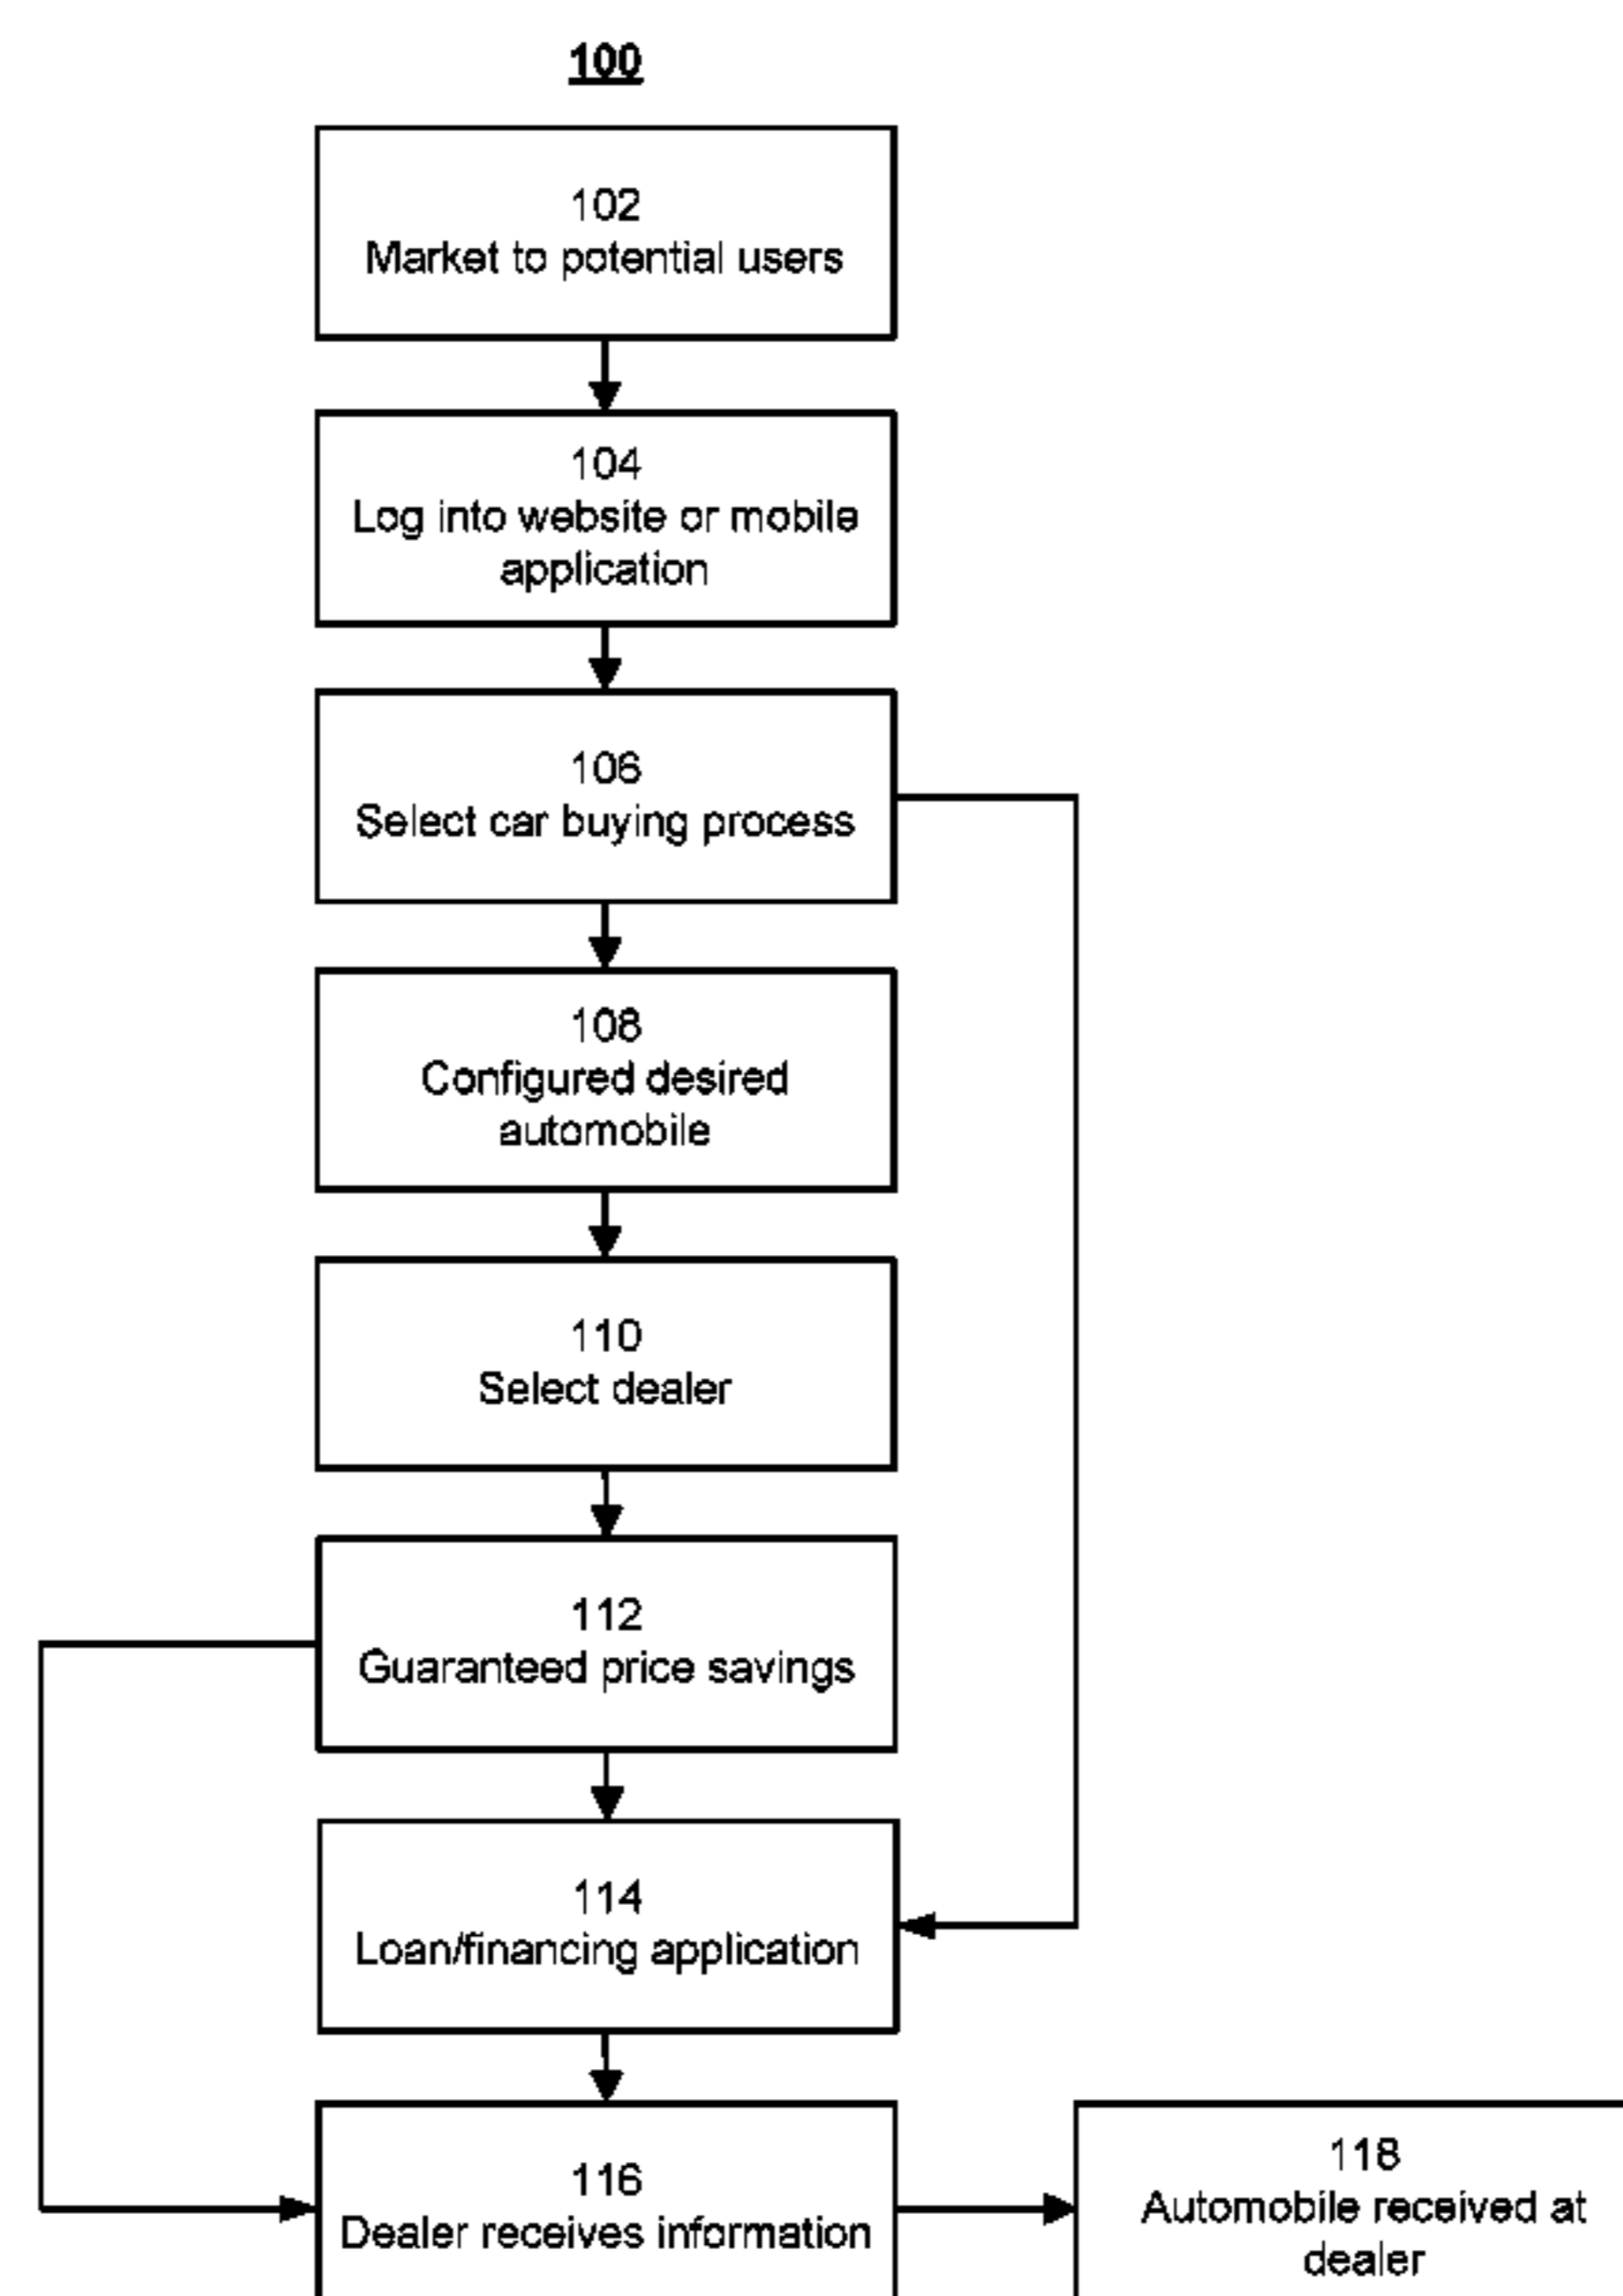 100
102
Market to potential users
104
Log into website or mobile
application
106
Select car buying process
108
Configured desired
automobile
110
Select dealer
112
Guaranteed price savings
114
Loan/financing application
116
Dealer receives information
118
Automobile received at
dealer